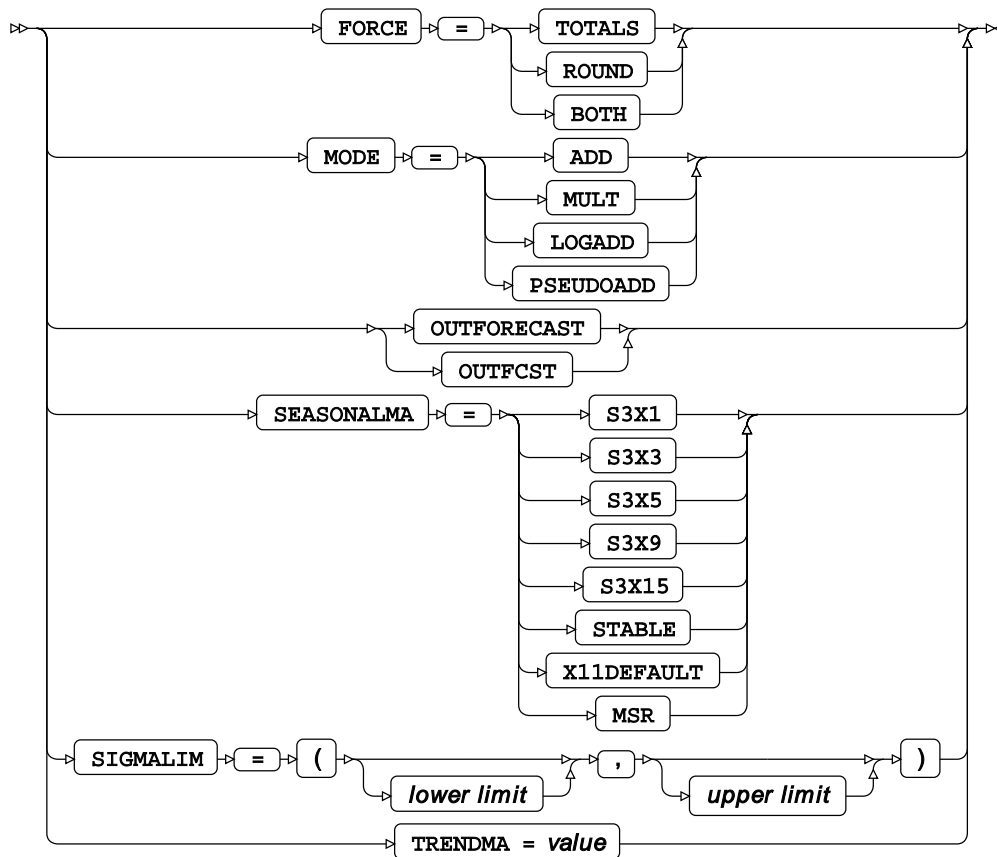 FORCE = TOTALS
ROUND
BOTH
MODE = ADD
MULT
LOGADD
PSEUDOADD
OUTFORECAST
OUTFCST
SEASONALMA = S3X1
S3X3
S3X5
S3X9
S3X15
STABLE
X11DEFAULT
MSR
SIGMALIM = ( , )
lower limit upper limit
TRENDMA = value